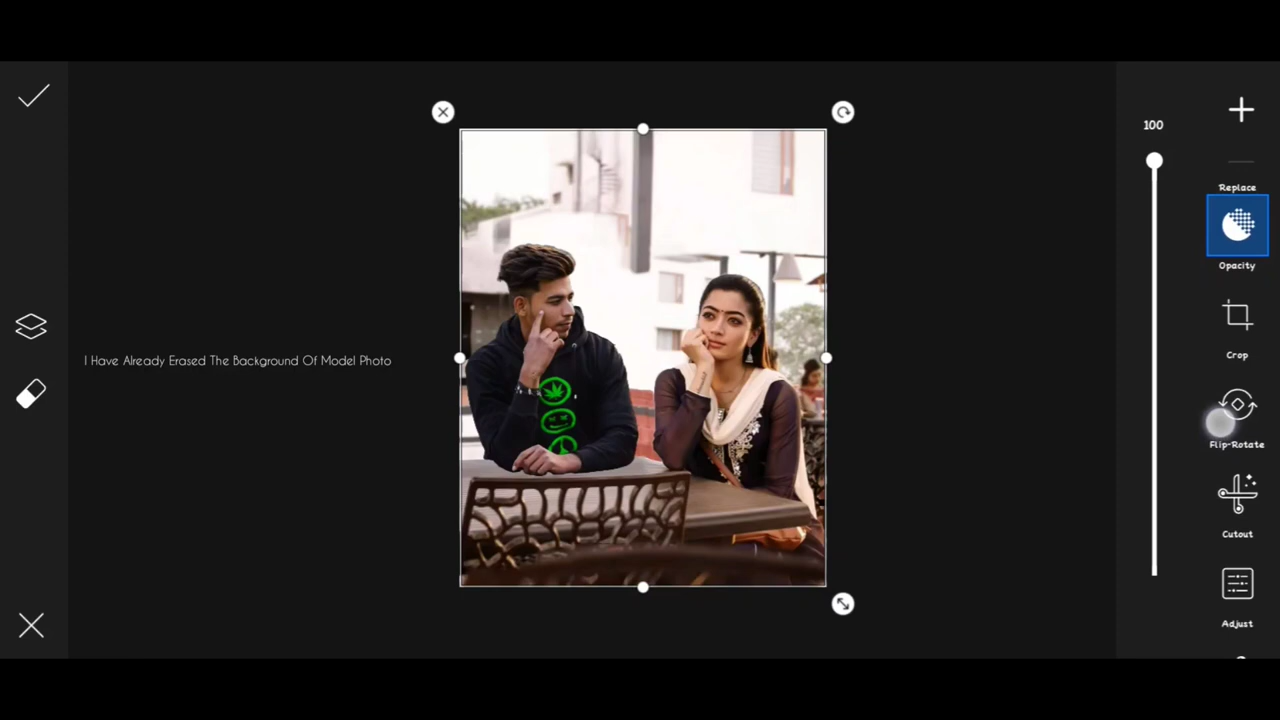 100
Replace
Opacity
I Have Already Erased The Background Of Model Photo
Crop
Flip-Rotate
Cutout
Adjust